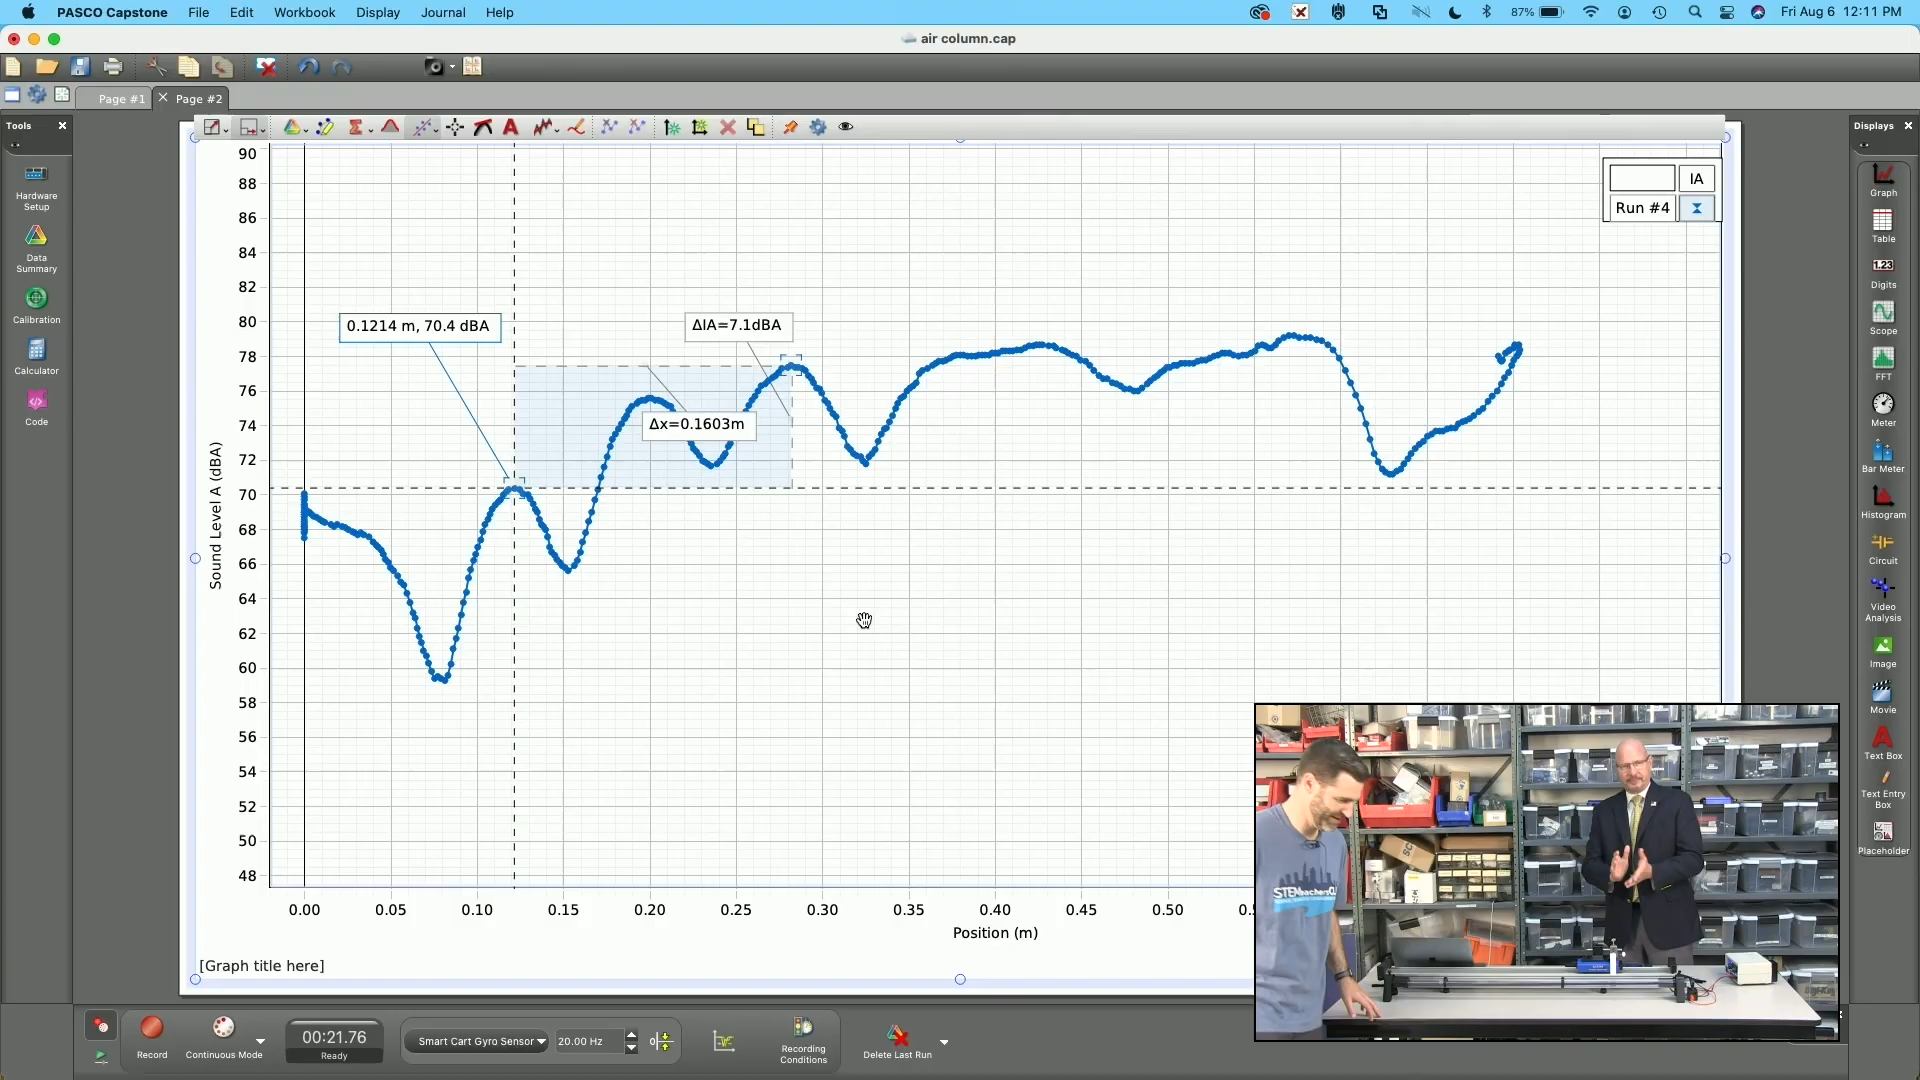 PASCO Capstone File Edit Workbook Display Journal Help 87% Fri Aug 6 12:11 PM
air column.cap
Page #1 Page #2
Tools
Hardware
Setup
Data
Summary
Calibration
Calculator
Code
Displays
Graph
Table
1.23
Digits
Scope
FFT
Meter
Bar Meter
Histogram
Circuit
Video
Analysis
Image
Movie
Text Box
Text Entry
Box
Placeholder
IA
Run #4
0.1214 m, 70.4 dBA
ΔIA=7.1dBA
Δx=0.1603m
Sound Level A (dBA)
90
88
86
84
82
80
78
76
74
72
70
68
66
64
62
60
58
56
54
52
50
48
0.00 0.05 0.10 0.15 0.20 0.25 0.30 0.35 0.40 0.45 0.50
Position (m)
[Graph title here]
Record
Continuous Mode
00:21.76
Ready
Smart Cart Gyro Sensor
20.00 Hz
Recording
Conditions
Delete Last Run